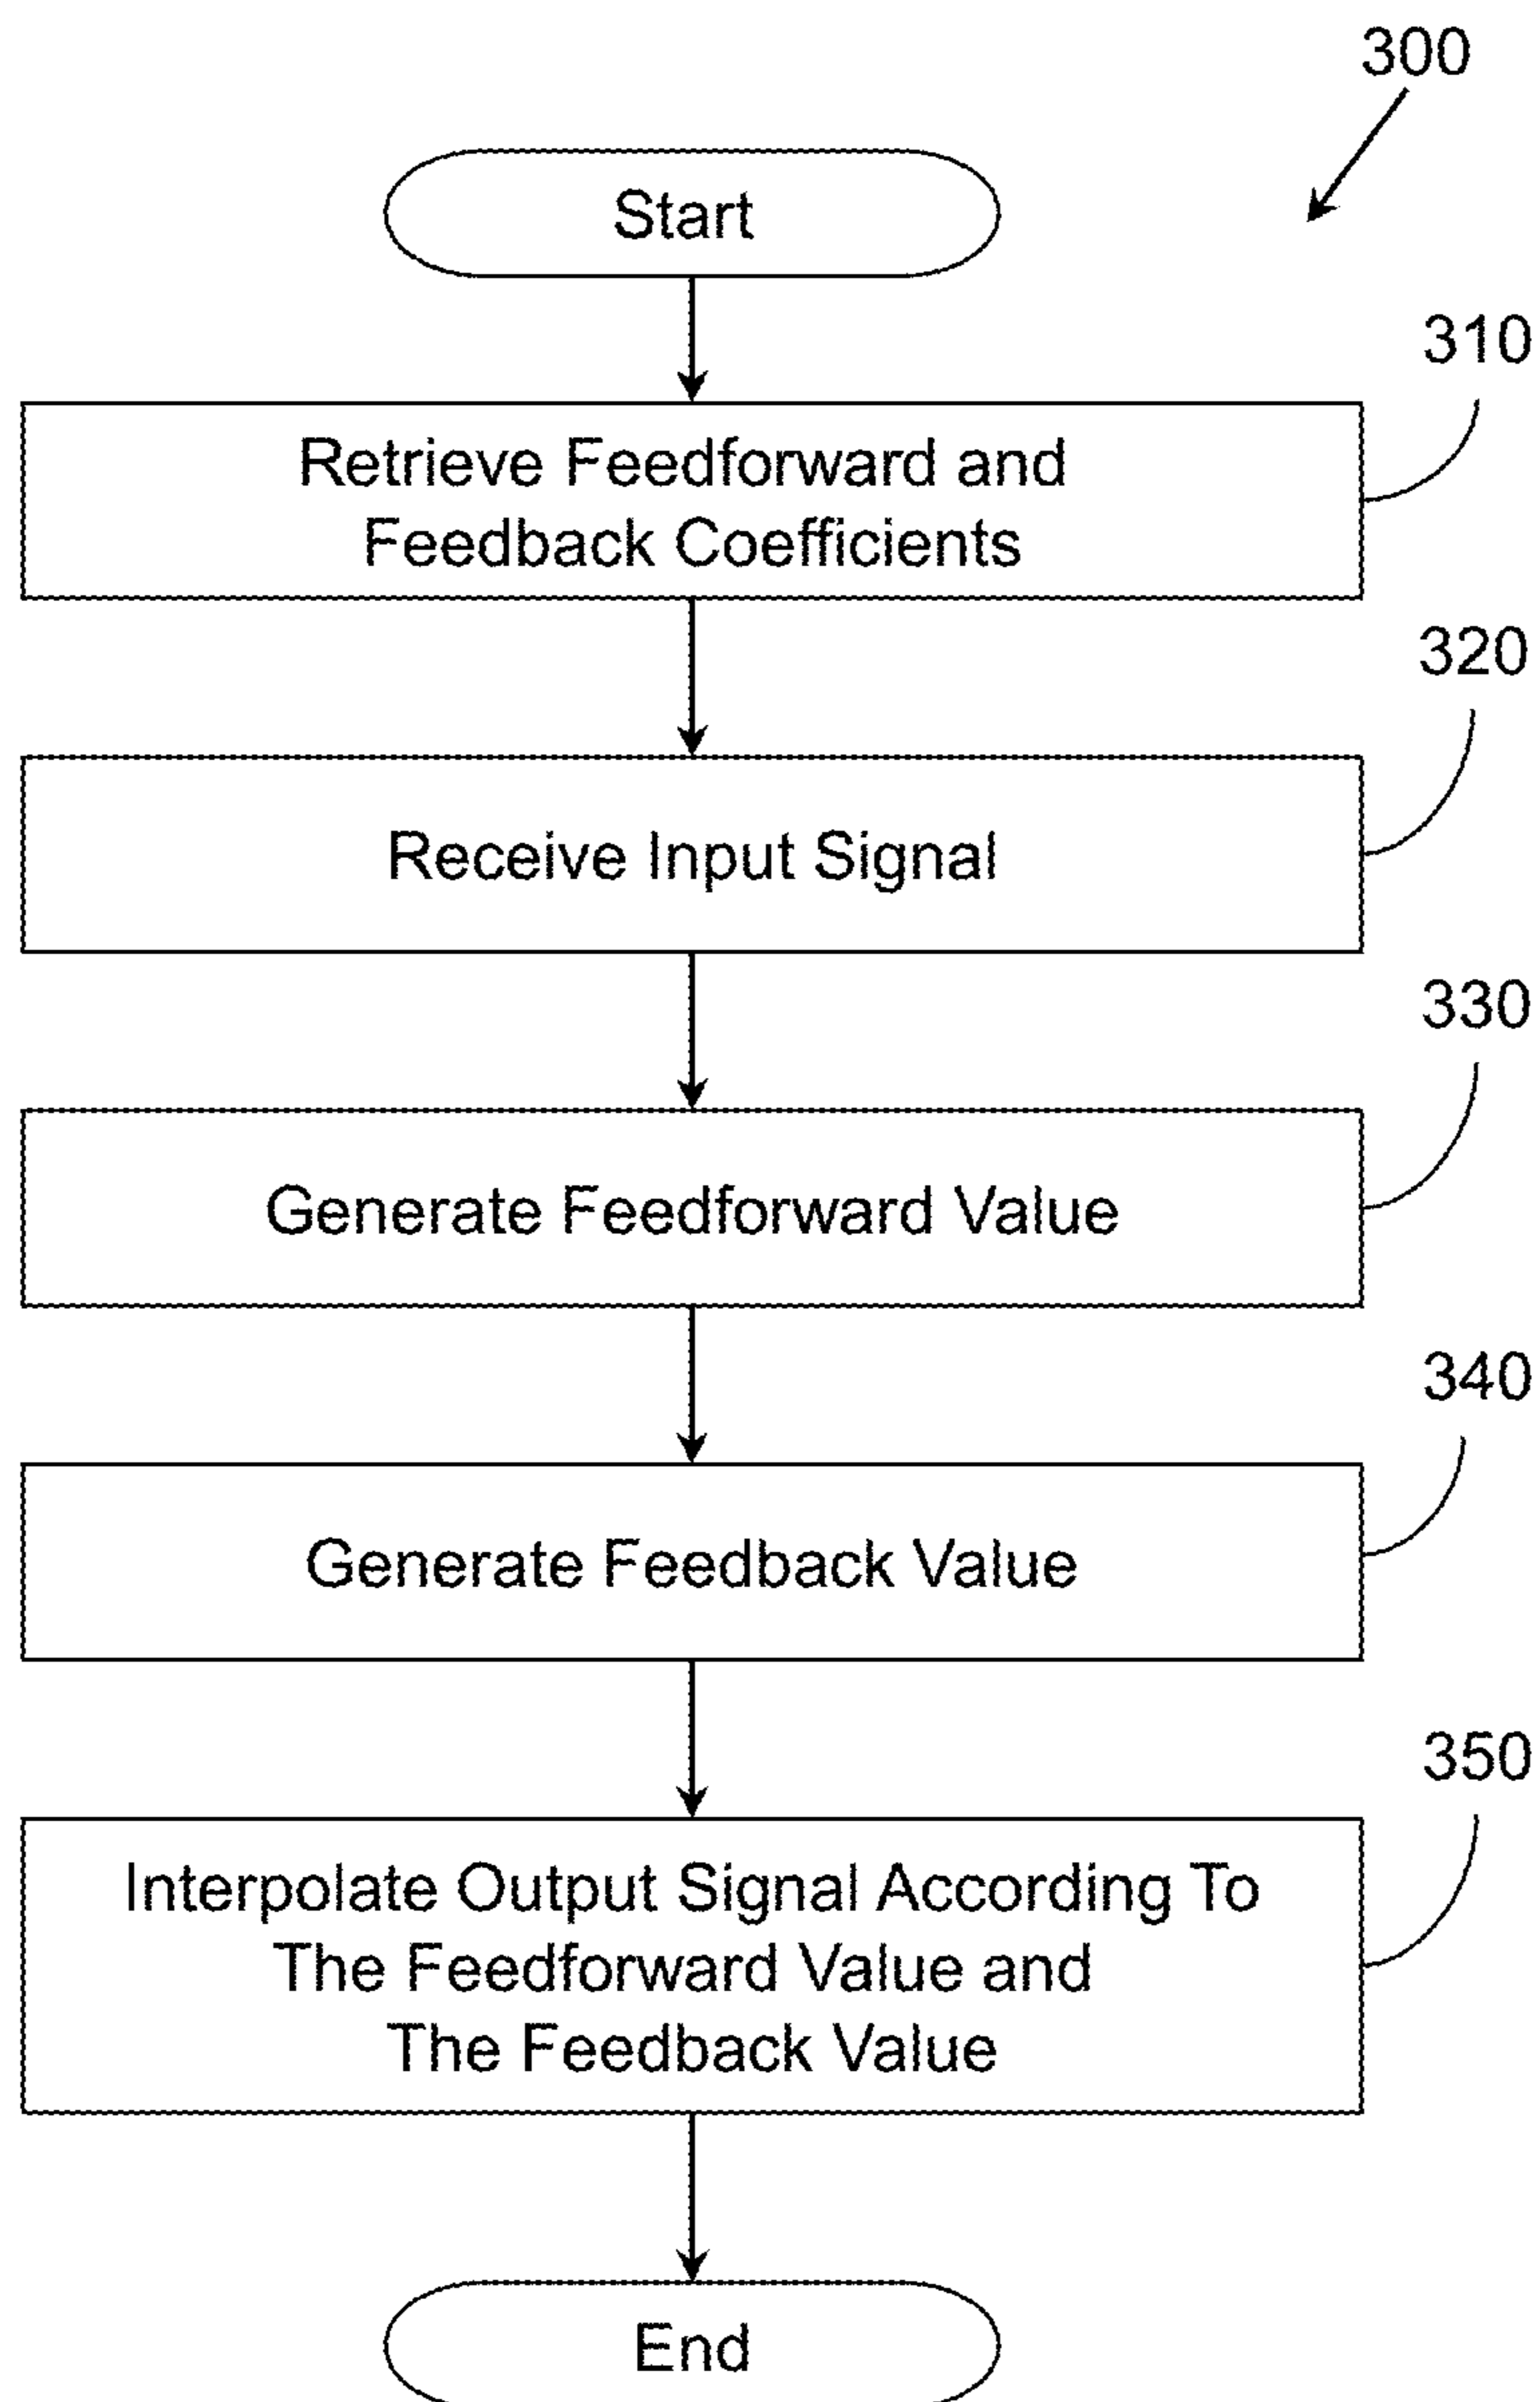 300
Start
310
Retrieve Feedforward and
Feedback Coefficients
320
Receive Input Signal
330
Generate Feedforward Value
340
Generate Feedback Value
350
Interpolate Output Signal According To
The Feedforward Value and
The Feedback Value
End